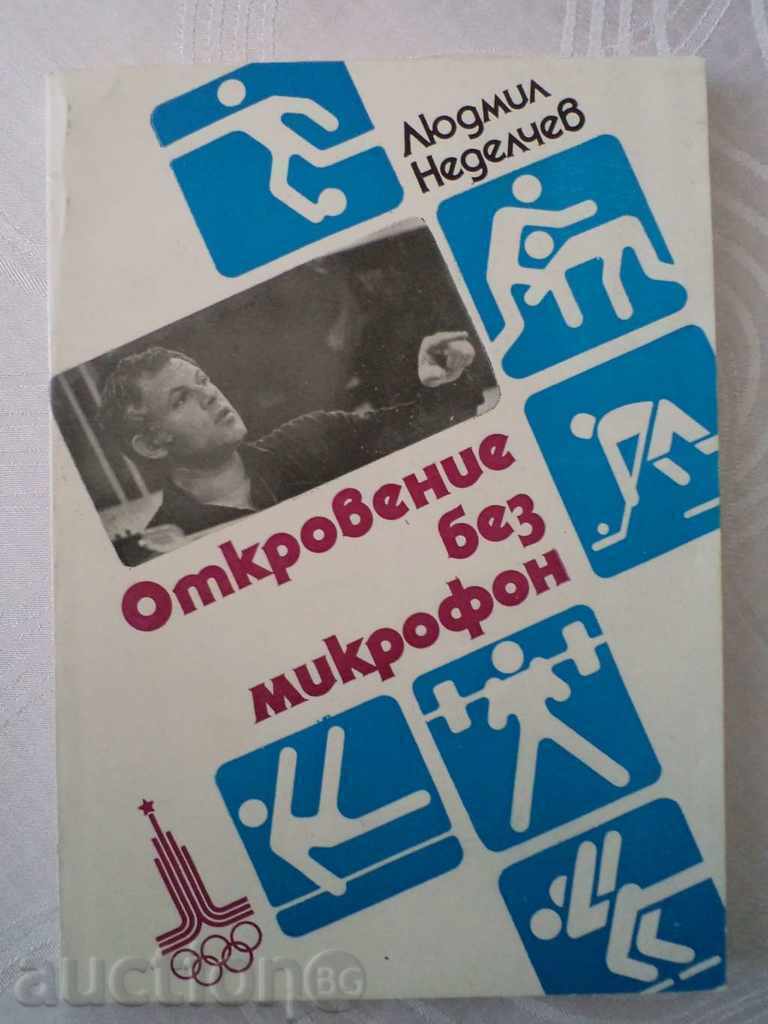 Людмил
Неделчев
Откровение
без
микрофон
auction BG